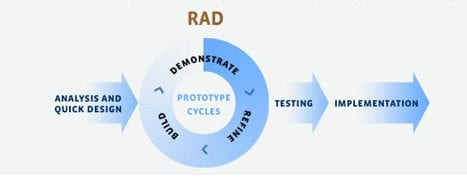 RAD
ANALYSIS AND
QUICK DESIGN
DEMONSTRATE
PROTOTYPE
CYCLES
BUILD
REFINE
TESTING
IMPLEMENTATION